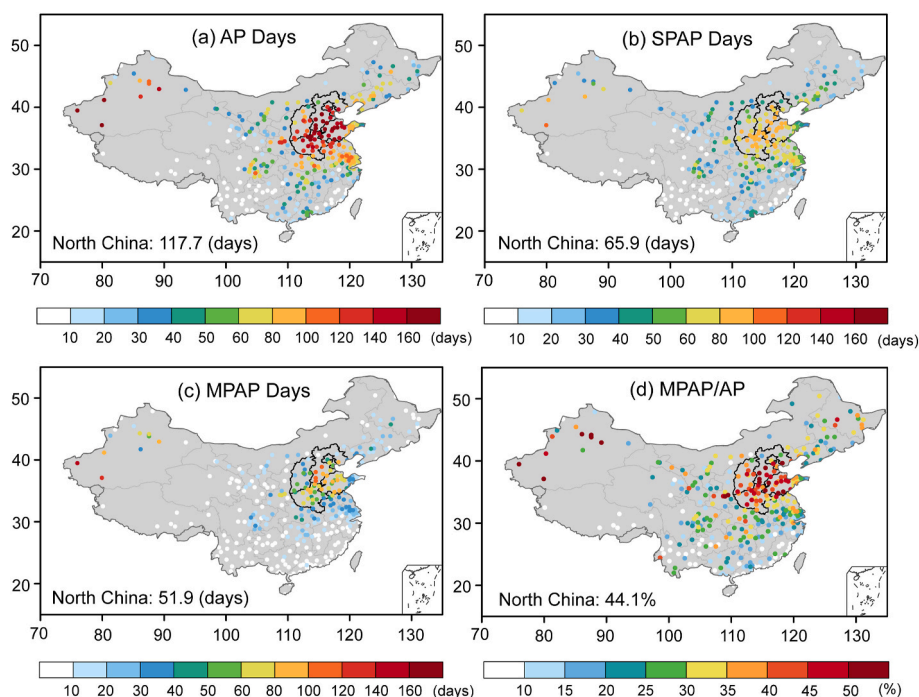 (a) AP Days
(b) SPAP Days
50
40
30
20
50
40
30
20
North China: 117.7 (days)
North China: 65.9 (days)
70 80 90 100 110 120 130
70 80 90 100 110 120 130
10 20 30 40 50 60 80 100 120 140 160 (days)
10 20 30 40 50 60 80 100 120 140 160 (days)
(c) MPAP Days
(d) MPAP/AP
50
40
30
20
50
40
30
20
North China: 51.9 (days)
North China: 44.1%
70 80 90 100 110 120 130
70 80 90 100 110 120 130
10 20 30 40 50 60 80 100 120 140 160 (days)
10 15 20 25 30 35 40 45 (%)